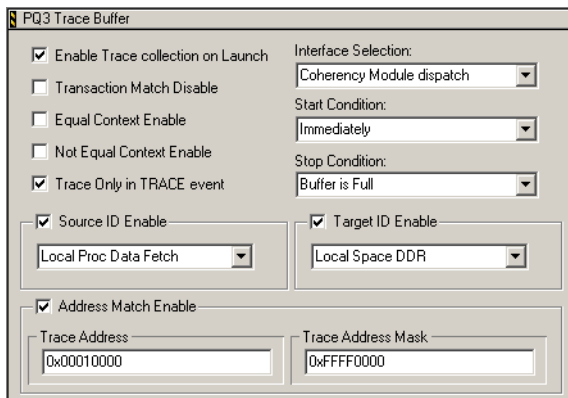 PQ3 Trace Buffer
Enable Trace collection on Launch
Transaction Match Disable
Equal Context Enable
Not Equal Context Enable
Trace Only in TRACE event
Interface Selection:
Coherency Module dispatch
Start Condition:
Immediately
Stop Condition:
Buffer is Full
Source ID Enable
Local Proc Data Fetch
Target ID Enable
Local Space DDR
Address Match Enable
Trace Address
0x00010000
Trace Address Mask
0xFFFF0000